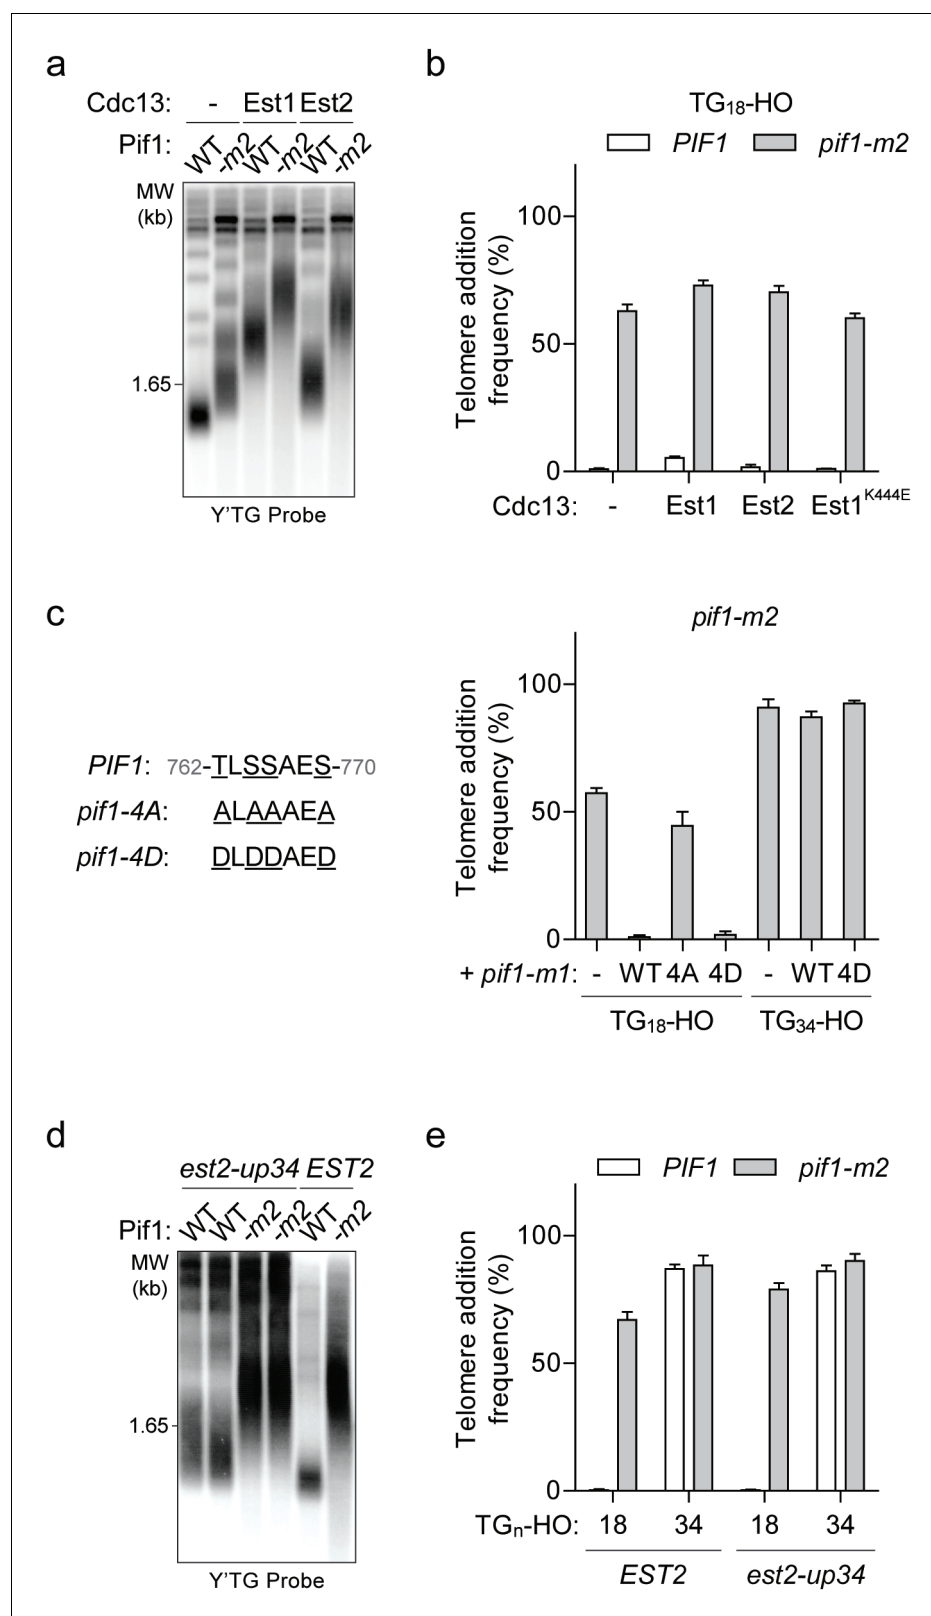 a
Cdc13: - Est1 Est2
Pif1: WT -m2 WT -m2 WT -m2
MW
(kb)
1.65
Y'TG Probe
b
TG18-HO
PIF1 pif1-m2
Telomere addition
frequency (%)
100
50
0
Cdc13: - Est1 Est2 Est1K444E
c
PIF1: 762-TLSSAES-770
pif1-4A: ALAAAEA
pif1-4D: DLDDAED
pif1-m2
Telomere addition
frequency (%)
100
50
0
+ pif1-m1: - WT 4A 4D - WT 4D
TG18-HO TG34-HO
d
est2-up34 EST2
Pif1: WT WT -m2 -m2 WT -m2
MW
(kb)
1.65
Y'TG Probe
e
PIF1 pif1-m2
Telomere addition
frequency (%)
100
50
0
TGn-HO: 18 34 18 34
EST2 est2-up34